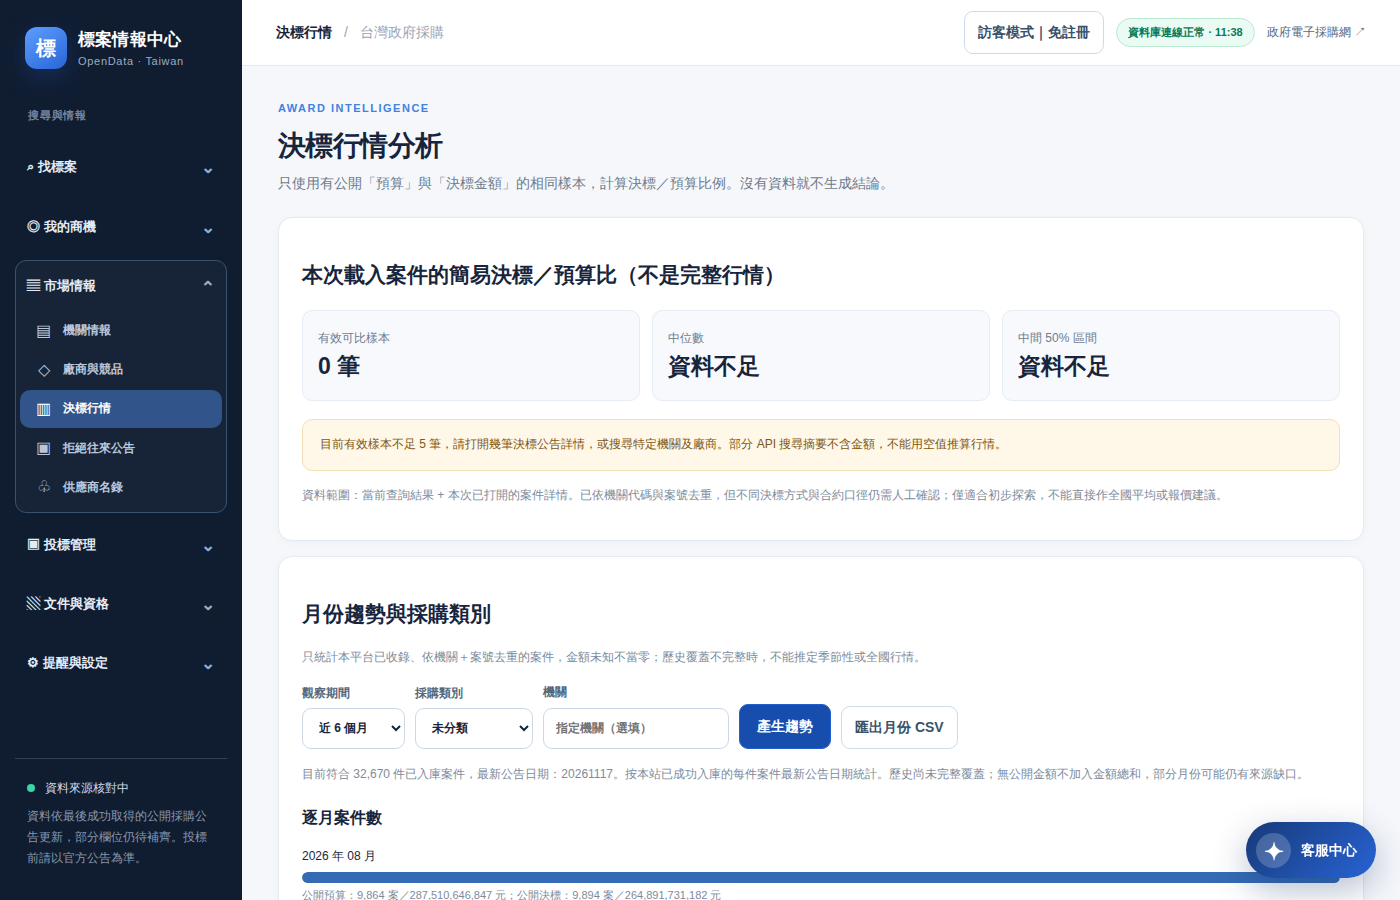 標
標案情報中心
OpenData · Taiwan
搜尋與情報
⌕ 找標案
◎ 我的商機
▤ 市場情報
▤ 機關情報
◇ 廠商與競品
▥ 決標行情
▣ 拒絕往來公告
♧ 供應商名錄
▣ 投標管理
▧ 文件與資格
⚙ 提醒與設定
資料來源核對中
資料依最後成功取得的公開採購公
告更新，部分欄位仍待補齊。投標
前請以官方公告為準。
決標行情 / 台灣政府採購
訪客模式｜免註冊
資料庫連線正常 · 11:38
政府電子採購網 ↗
AWARD INTELLIGENCE
決標行情分析
只使用有公開「預算」與「決標金額」的相同樣本，計算決標／預算比例。沒有資料就不生成結論。
本次載入案件的簡易決標／預算比（不是完整行情）
有效可比樣本
0 筆
中位數
資料不足
中間 50% 區間
資料不足
目前有效樣本不足 5 筆，請打開幾筆決標公告詳情，或搜尋特定機關及廠商。部分 API 搜尋摘要不含金額，不能用空值推算行情。
資料範圍：當前查詢結果 + 本次已打開的案件詳情。已依機關代碼與案號去重，但不同決標方式與合約口徑仍需人工確認；僅適合初步探索，不能直接作全國平均或報價建議。
月份趨勢與採購類別
只統計本平台已收錄、依機關＋案號去重的案件，金額未知不當零；歷史覆蓋不完整時，不能推定季節性或全國行情。
觀察期間
近 6 個月
採購類別
未分類
機關
指定機關（選填）
產生趨勢
匯出月份 CSV
目前符合 32,670 件已入庫案件，最新公告日期：20261117。按本站已成功入庫的每件案件最新公告日期統計。歷史尚未完整覆蓋；無公開金額不加入金額總和，部分月份可能仍有來源缺口。
逐月案件數
2026 年 08 月
公開預算：9,864 案／287,510,646,847 元；公開決標：9,894 案／264,891,731,182 元
客服中心